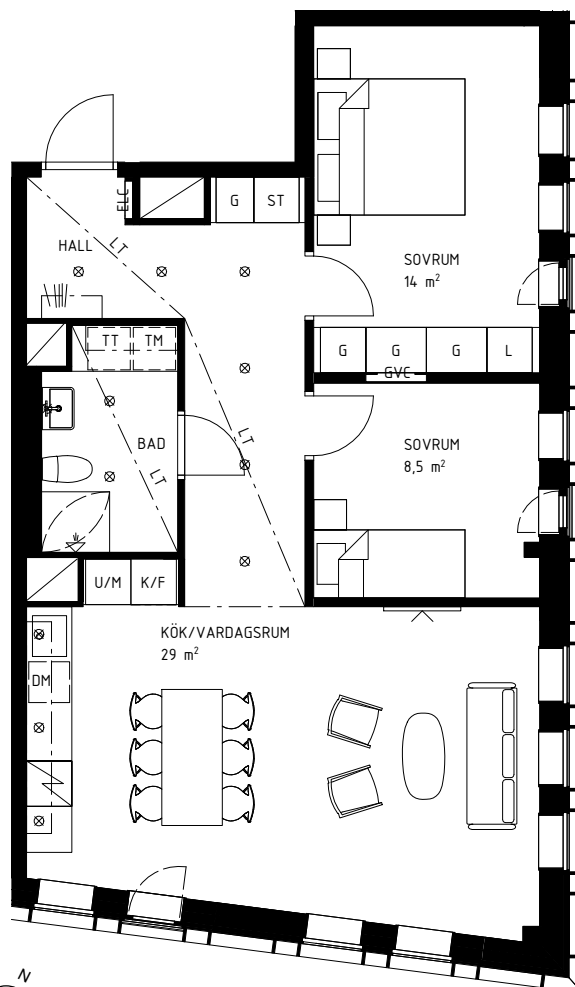 ELC
G
ST
LT
HALL
SOVRUM
14 m²
TT
TM
G
G
G
L
GVC
BAD
LT
LT
SOVRUM
8,5 m²
U/M
K/F
KÖK/VARDAGSRUM
29 m²
DM
N